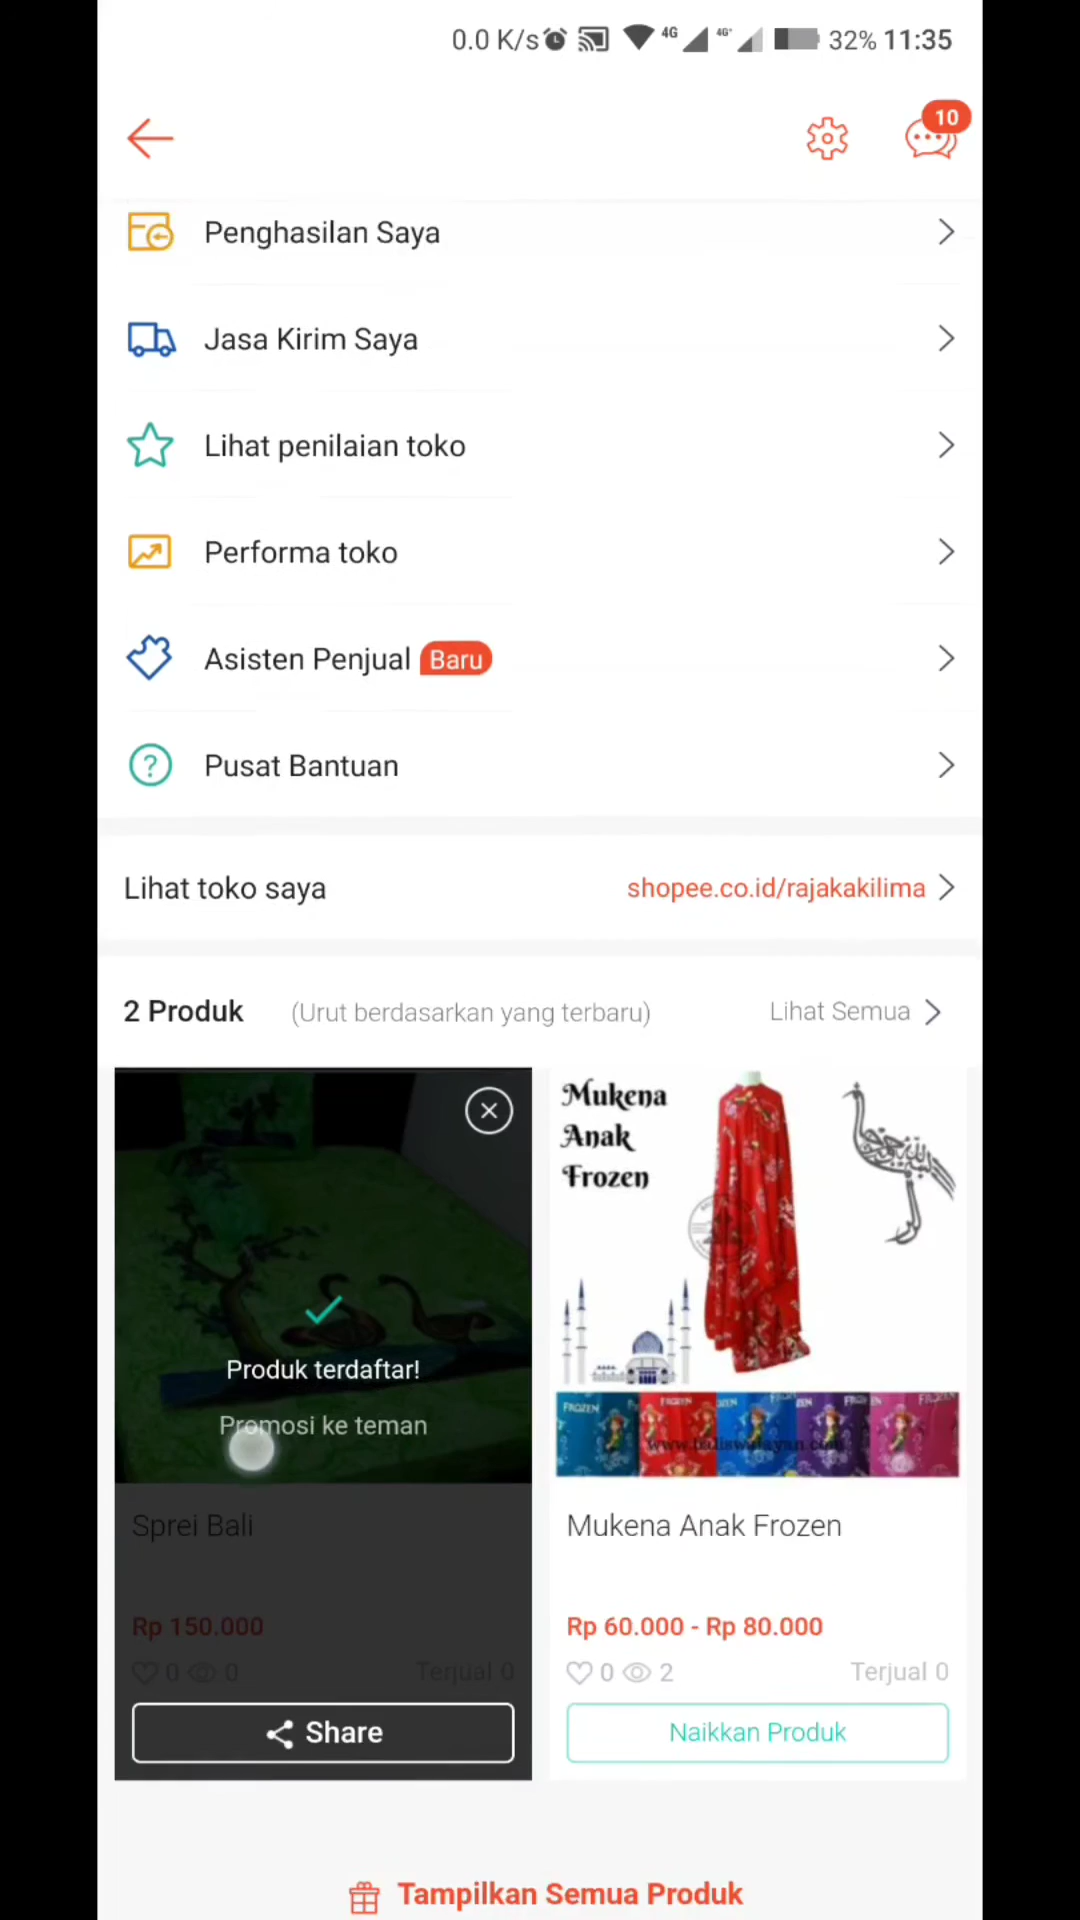 0.0 K/s 4G 4G+ 32% 11:35
10
Penghasilan Saya
Jasa Kirim Saya
Lihat penilaian toko
Performa toko
Asisten Penjual Baru
Pusat Bantuan
Lihat toko saya shopee.co.id/rajakakilima
2 Produk (Urut berdasarkan yang terbaru) Lihat Semua
Mukena
Anak
Frozen
Produk terdaftar!
Promosi ke teman
FROZEN FROZEN FROZEN
Sprei Bali
Mukena Anak Frozen
Rp 150.000
Rp 60.000 - Rp 80.000
0 0 Terjual 0
0 2 Terjual 0
Share
Naikkan Produk
Tampilkan Semua Produk